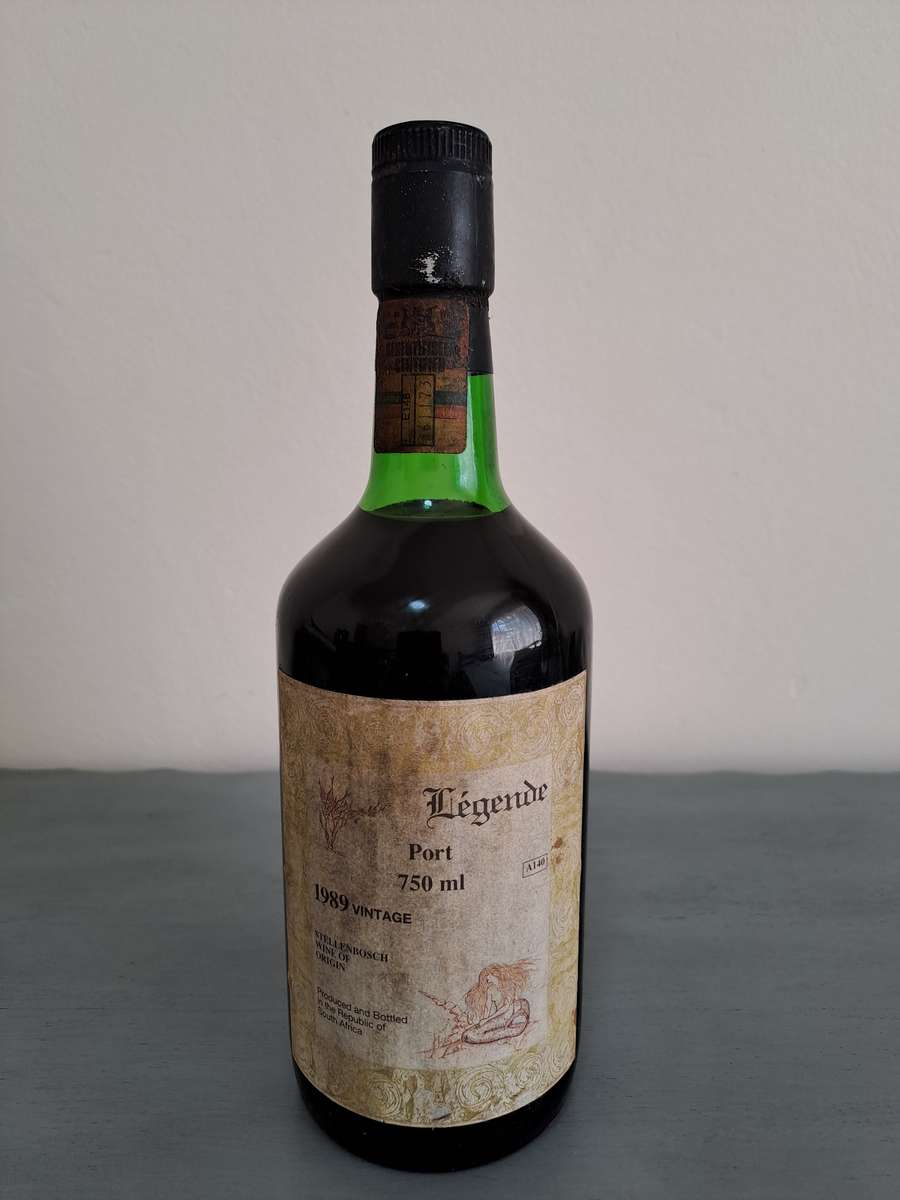 Légende
Port
750 ml
A140
1989 VINTAGE
STELLENBOSCH
WINE OF
ORIGIN
Produced and Bottled
in the Republic of
South Africa